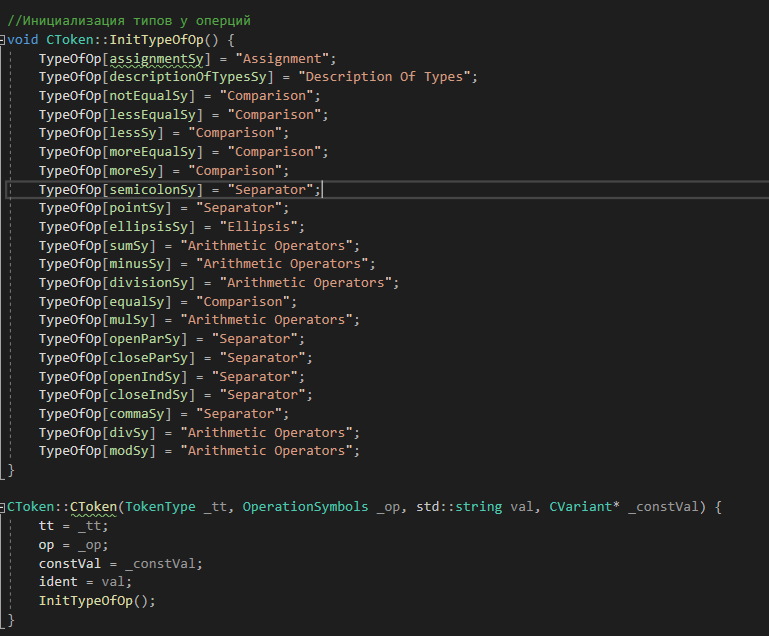 //Инициализация типов у оперций
void CToken::InitTypeOfOp() {
TypeOfOp[assignmentSy] = "Assignment";
TypeOfOp[descriptionOfTypesSy] = "Description Of Types";
TypeOfOp[notEqualSy] = "Comparison";
TypeOfOp[lessEqualSy] = "Comparison";
TypeOfOp[lessSy] = "Comparison";
TypeOfOp[moreEqualSy] = "Comparison";
TypeOfOp[moreSy] = "Comparison";
TypeOfOp[semicolonSy] = "Separator";
TypeOfOp[pointSy] = "Separator";
TypeOfOp[ellipsisSy] = "Ellipsis";
TypeOfOp[sumSy] = "Arithmetic Operators";
TypeOfOp[minusSy] = "Arithmetic Operators";
TypeOfOp[divisionSy] = "Arithmetic Operators";
TypeOfOp[equalSy] = "Comparison";
TypeOfOp[mulSy] = "Arithmetic Operators";
TypeOfOp[openParSy] = "Separator";
TypeOfOp[closeParSy] = "Separator";
TypeOfOp[openIndSy] = "Separator";
TypeOfOp[closeIndSy] = "Separator";
TypeOfOp[commaSy] = "Separator";
TypeOfOp[divSy] = "Arithmetic Operators";
TypeOfOp[modSy] = "Arithmetic Operators";
}
CToken::CToken(TokenType _tt, OperationSymbols _op, std::string val, CVariant* _constVal) {
tt = _tt;
op = _op;
constVal = _constVal;
ident = val;
InitTypeOfOp();
}